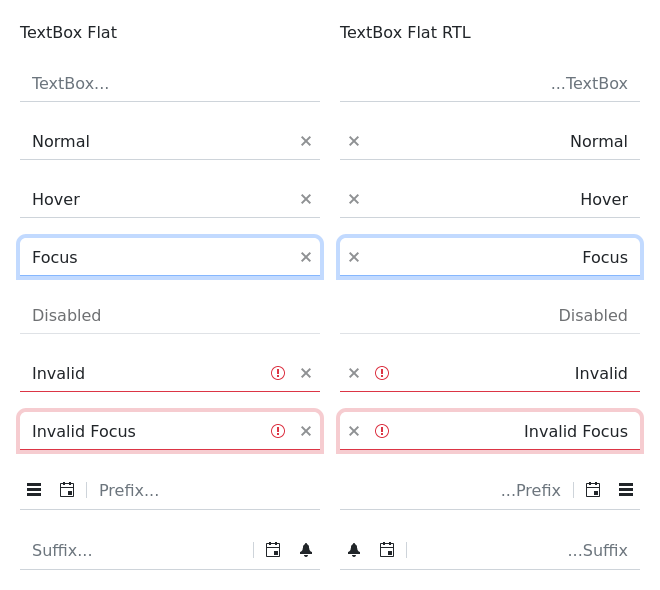 TextBox Flat
TextBox...
Normal
Hover
Focus
Disabled
Invalid
Invalid Focus
Prefix...
Suffix...
TextBox Flat RTL
...TextBox
Normal
Hover
Focus
Disabled
Invalid
Invalid Focus
...Prefix
...Suffix